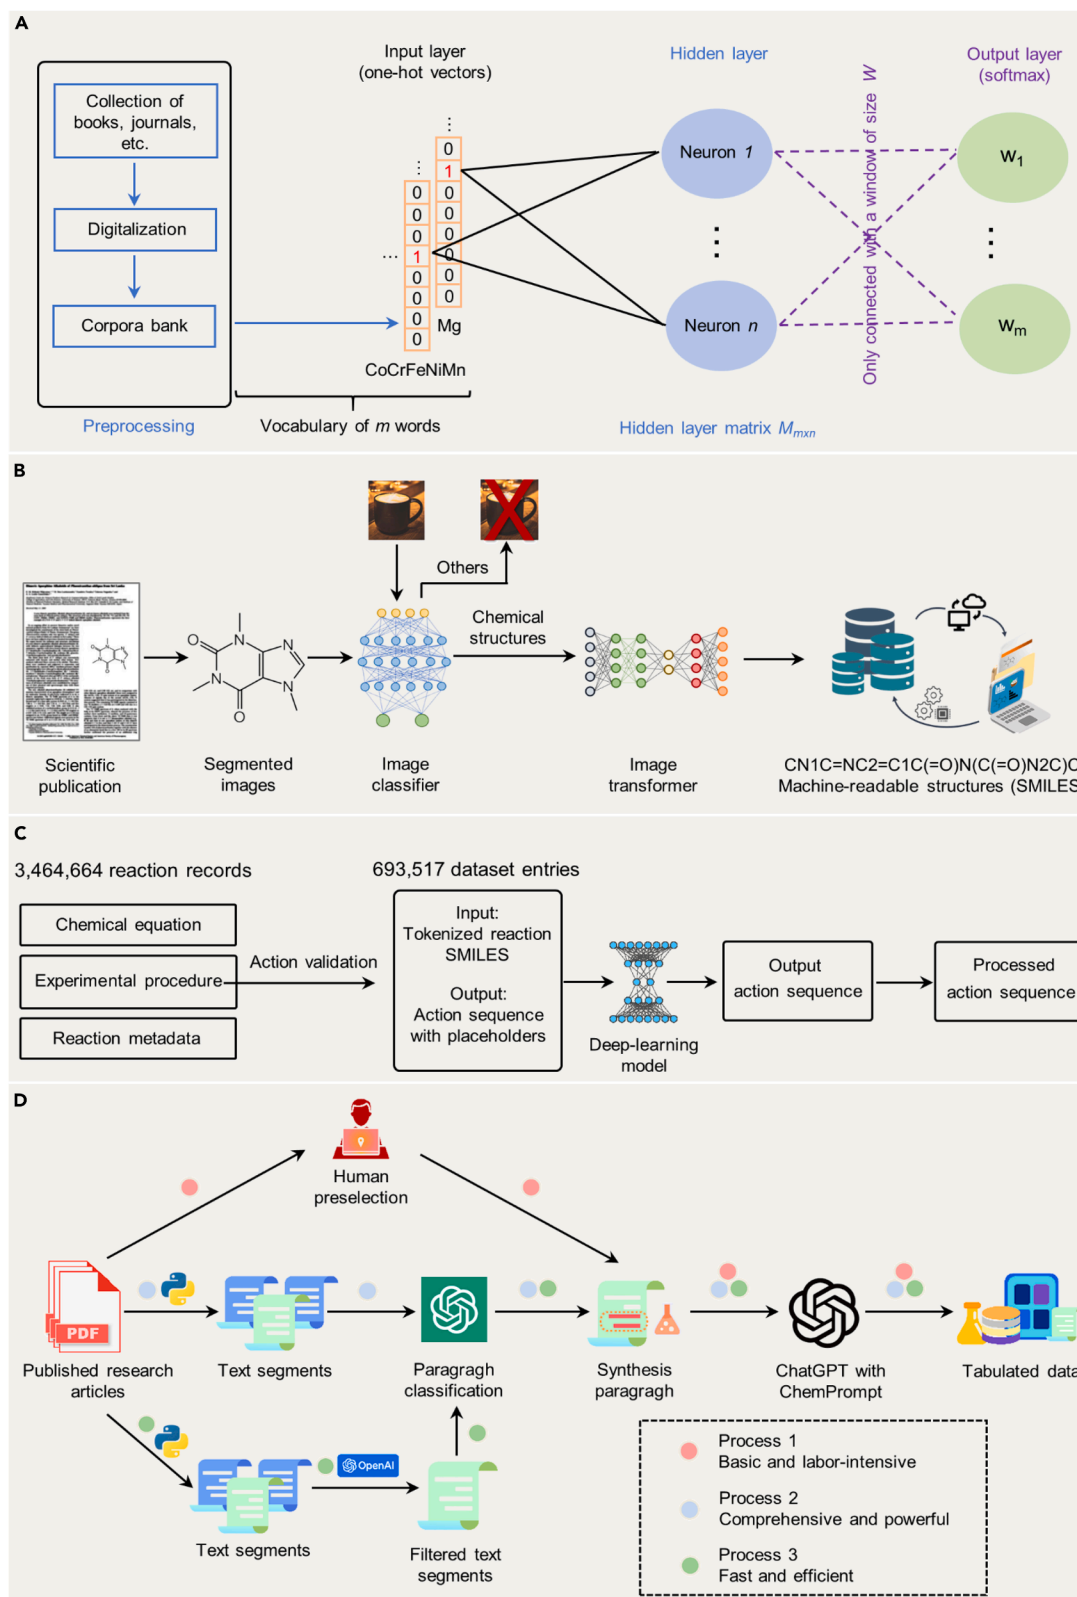 A
Input layer
(one-hot vectors)
Hidden layer
Output layer
(softmax)
Collection of
books, journals,
etc.
Digitalization
Corpora bank
Preprocessing
⋮
0
1
0
0
0
0
0
0
Mg
⋮
0
0
0
... 1
0
0
0
0
CoCrFeNiMn
Vocabulary of m words
Neuron 1
⋮
Neuron n
Hidden layer matrix Mmxn
Only connected with a window of size W
W1
⋮
Wm
B
Others
Chemical
structures
N
N
N
N
O
O
Scientific
publication
Segmented
images
Image
classifier
Image
transformer
CN1C=NC2=C1C(=O)N(C(=O)N2C)C
Machine-readable structures (SMILES
C
3,464,664 reaction records
693,517 dataset entries
Chemical equation
Experimental procedure
Reaction metadata
Action validation
Input:
Tokenized reaction
SMILES
Output:
Action sequence
with placeholders
Deep-learning
model
Output
action sequence
Processed
action sequence
D
Human
preselection
PDF
Published research
articles
Text segments
Paragragh
classification
Synthesis
paragragh
ChatGPT with
ChemPrompt
Tabulated data
OpenAI
Text segments
Filtered text
segments
Process 1
Basic and labor-intensive
Process 2
Comprehensive and powerful
Process 3
Fast and efficient